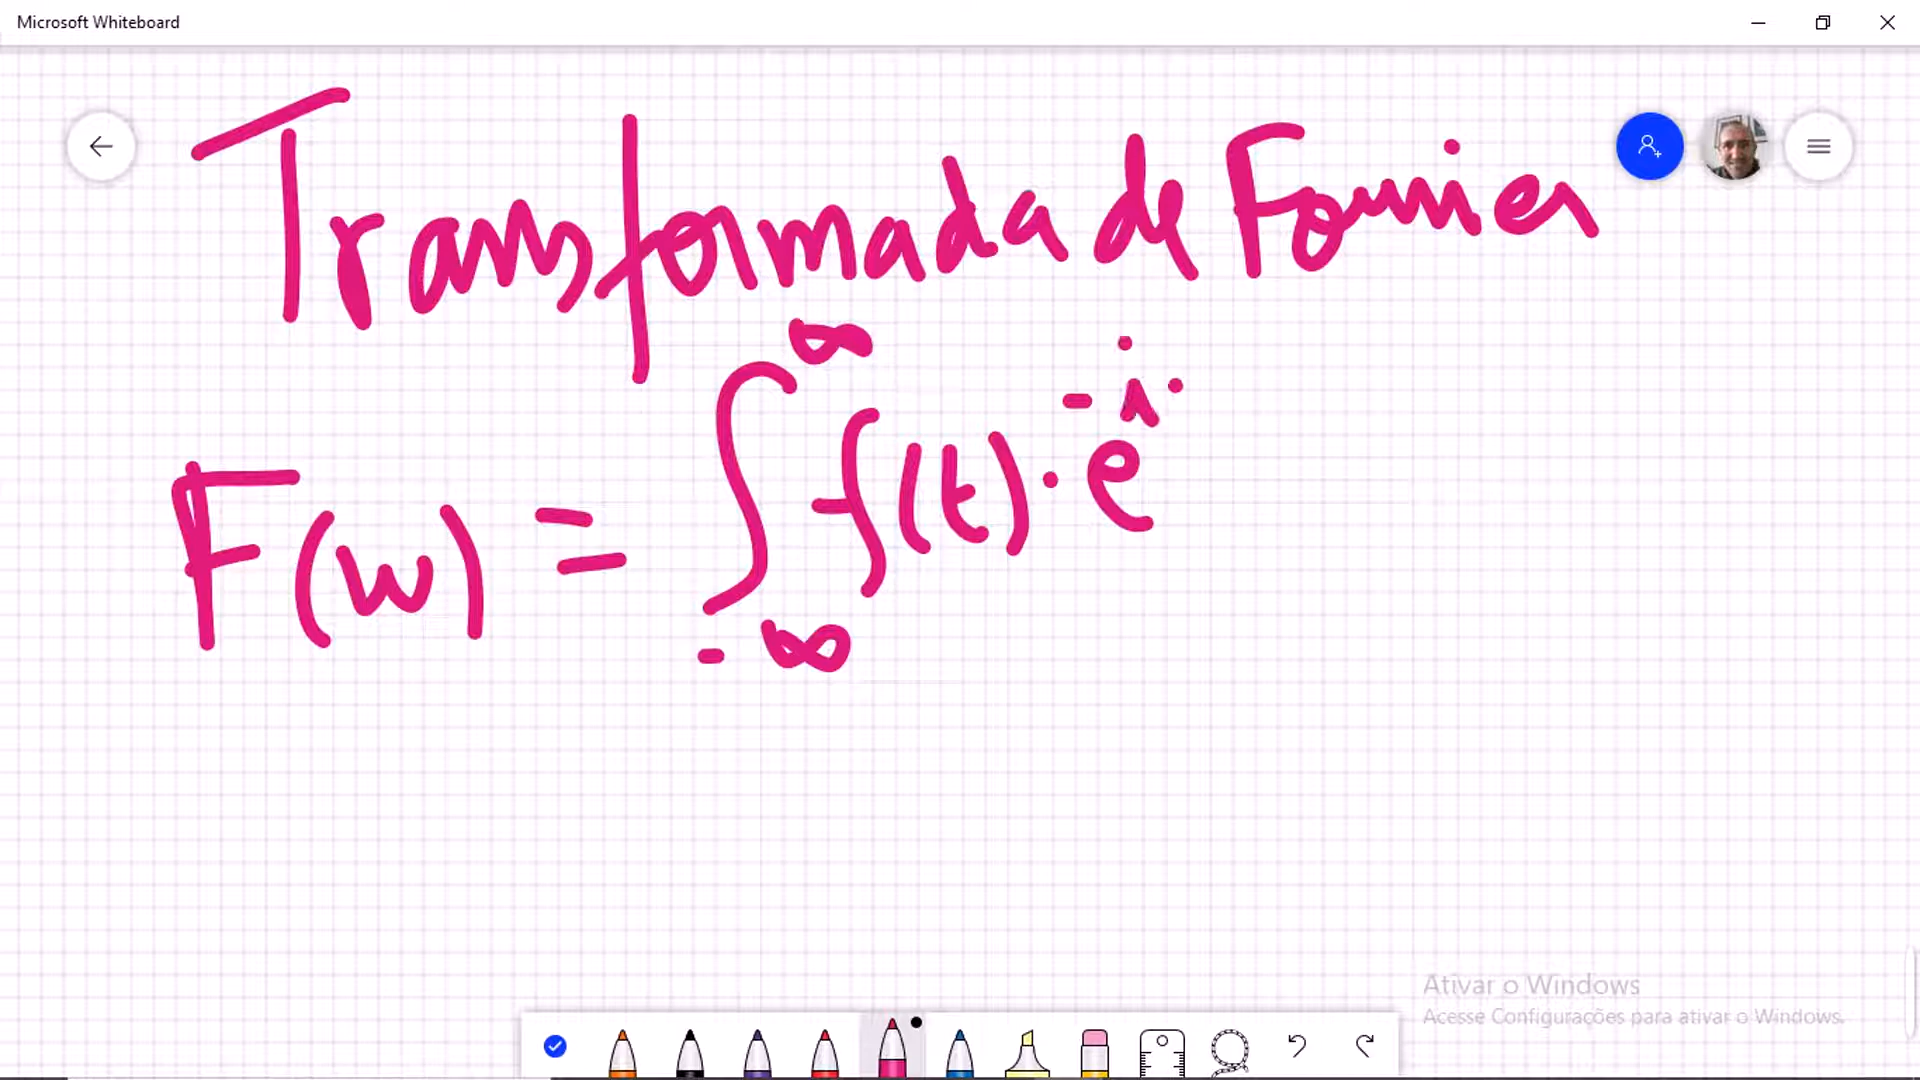 Microsoft Whiteboard
Transformada de Fourier
F(w) = ∫_{-∞}^{∞} f(t) · e^{-i·}
Ativar o Windows
Acesse Configurações para ativar o Windows.